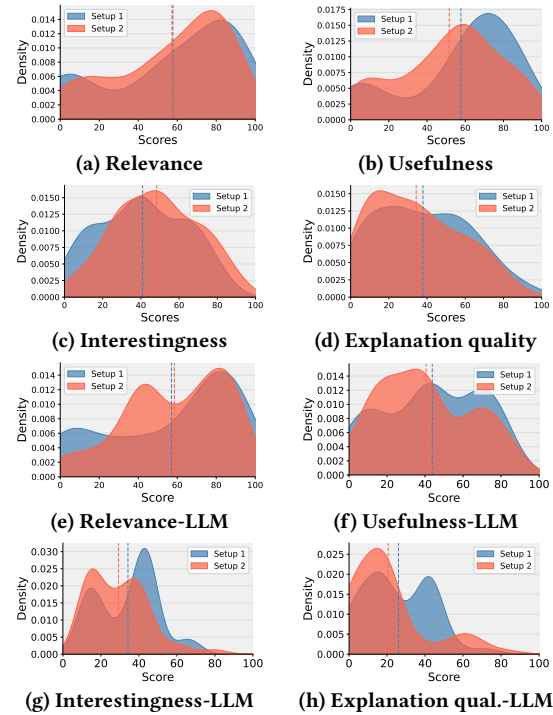 0.014
0.012
0.010
0.008
0.006
0.004
0.002
0.000
Density
Setup 1
Setup 2
0 20 40 60 80 100
Scores
(a) Relevance
0.0175
0.0150
0.0125
0.0100
0.0075
0.0050
0.0025
0.0000
Density
Setup 1
Setup 2
0 20 40 60 80 100
Scores
(b) Usefulness
0.0150
0.0125
0.0100
0.0075
0.0050
0.0025
0.0000
Density
Setup 1
Setup 2
0 20 40 60 80 100
Scores
(c) Interestingness
0.0175
0.0150
0.0125
0.0100
0.0075
0.0050
0.0025
0.0000
Density
Setup 1
Setup 2
0 20 40 60 80 100
Scores
(d) Explanation quality
0.014
0.012
0.010
0.008
0.006
0.004
0.002
0.000
Density
Setup 1
Setup 2
0 20 40 60 80 100
Score
(e) Relevance-LLM
0.014
0.012
0.010
0.008
0.006
0.004
0.002
0.000
Density
Setup 1
Setup 2
0 20 40 60 80 100
Score
(f) Usefulness-LLM
0.030
0.025
0.020
0.015
0.010
0.005
0.000
Density
Setup 1
Setup 2
0 20 40 60 80 100
Score
(g) Interestingness-LLM
0.025
0.020
0.015
0.010
0.005
0.000
Density
Setup 1
Setup 2
0 20 40 60 80 100
Score
(h) Explanation qual.-LLM